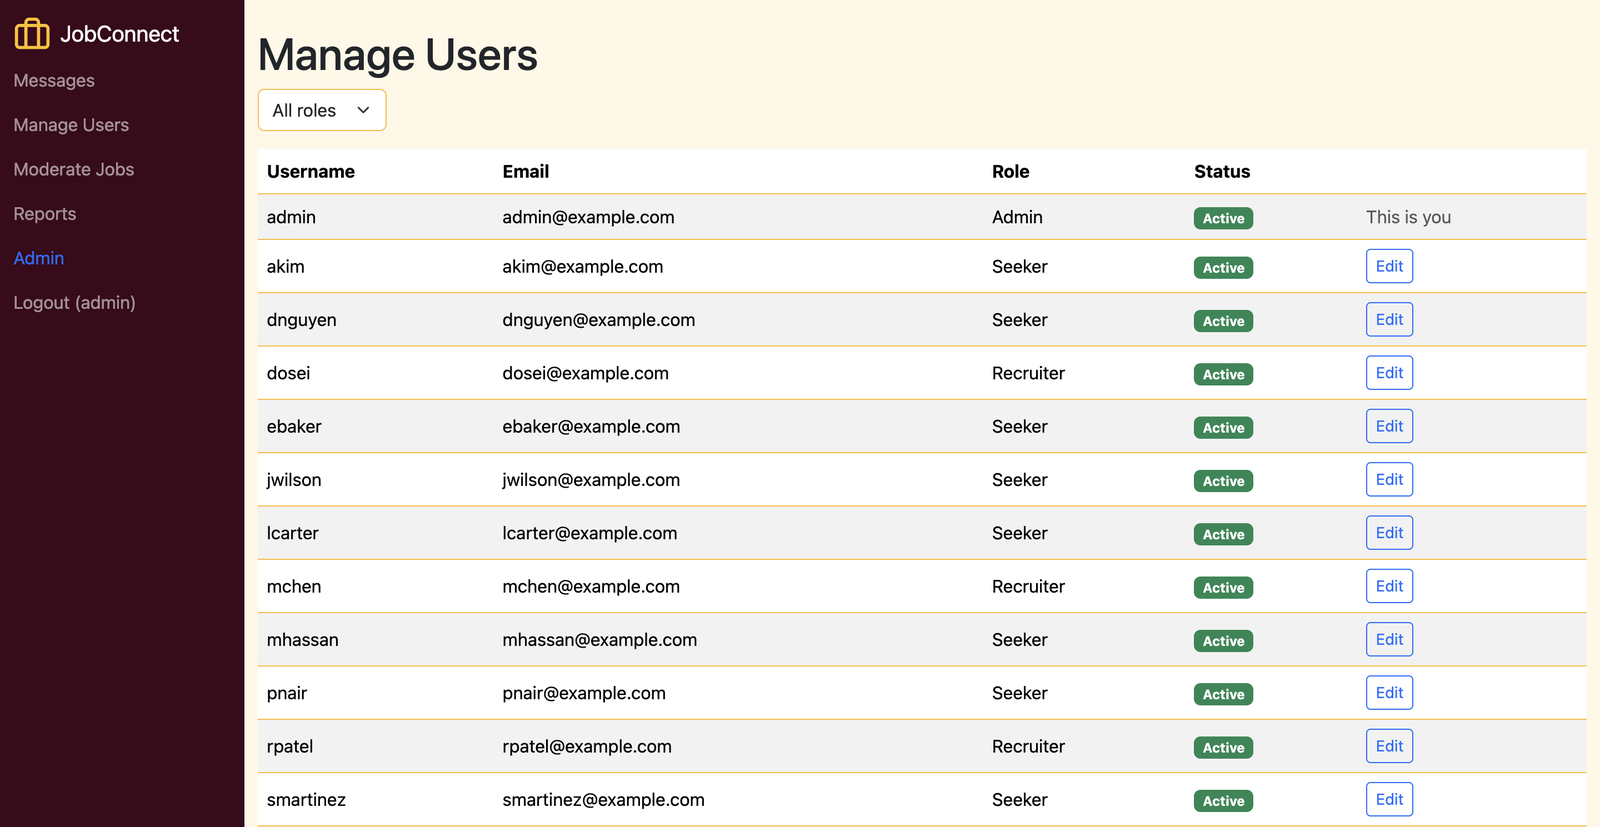 JobConnect
Messages
Manage Users
Moderate Jobs
Reports
Admin
Logout (admin)
Manage Users
All roles
Username Email Role Status
admin admin@example.com Admin Active This is you
akim akim@example.com Seeker Active Edit
dnguyen dnguyen@example.com Seeker Active Edit
dosei dosei@example.com Recruiter Active Edit
ebaker ebaker@example.com Seeker Active Edit
jwilson jwilson@example.com Seeker Active Edit
lcarter lcarter@example.com Seeker Active Edit
mchen mchen@example.com Recruiter Active Edit
mhassan mhassan@example.com Seeker Active Edit
pnair pnair@example.com Seeker Active Edit
rpatel rpatel@example.com Recruiter Active Edit
smartinez smartinez@example.com Seeker Active Edit